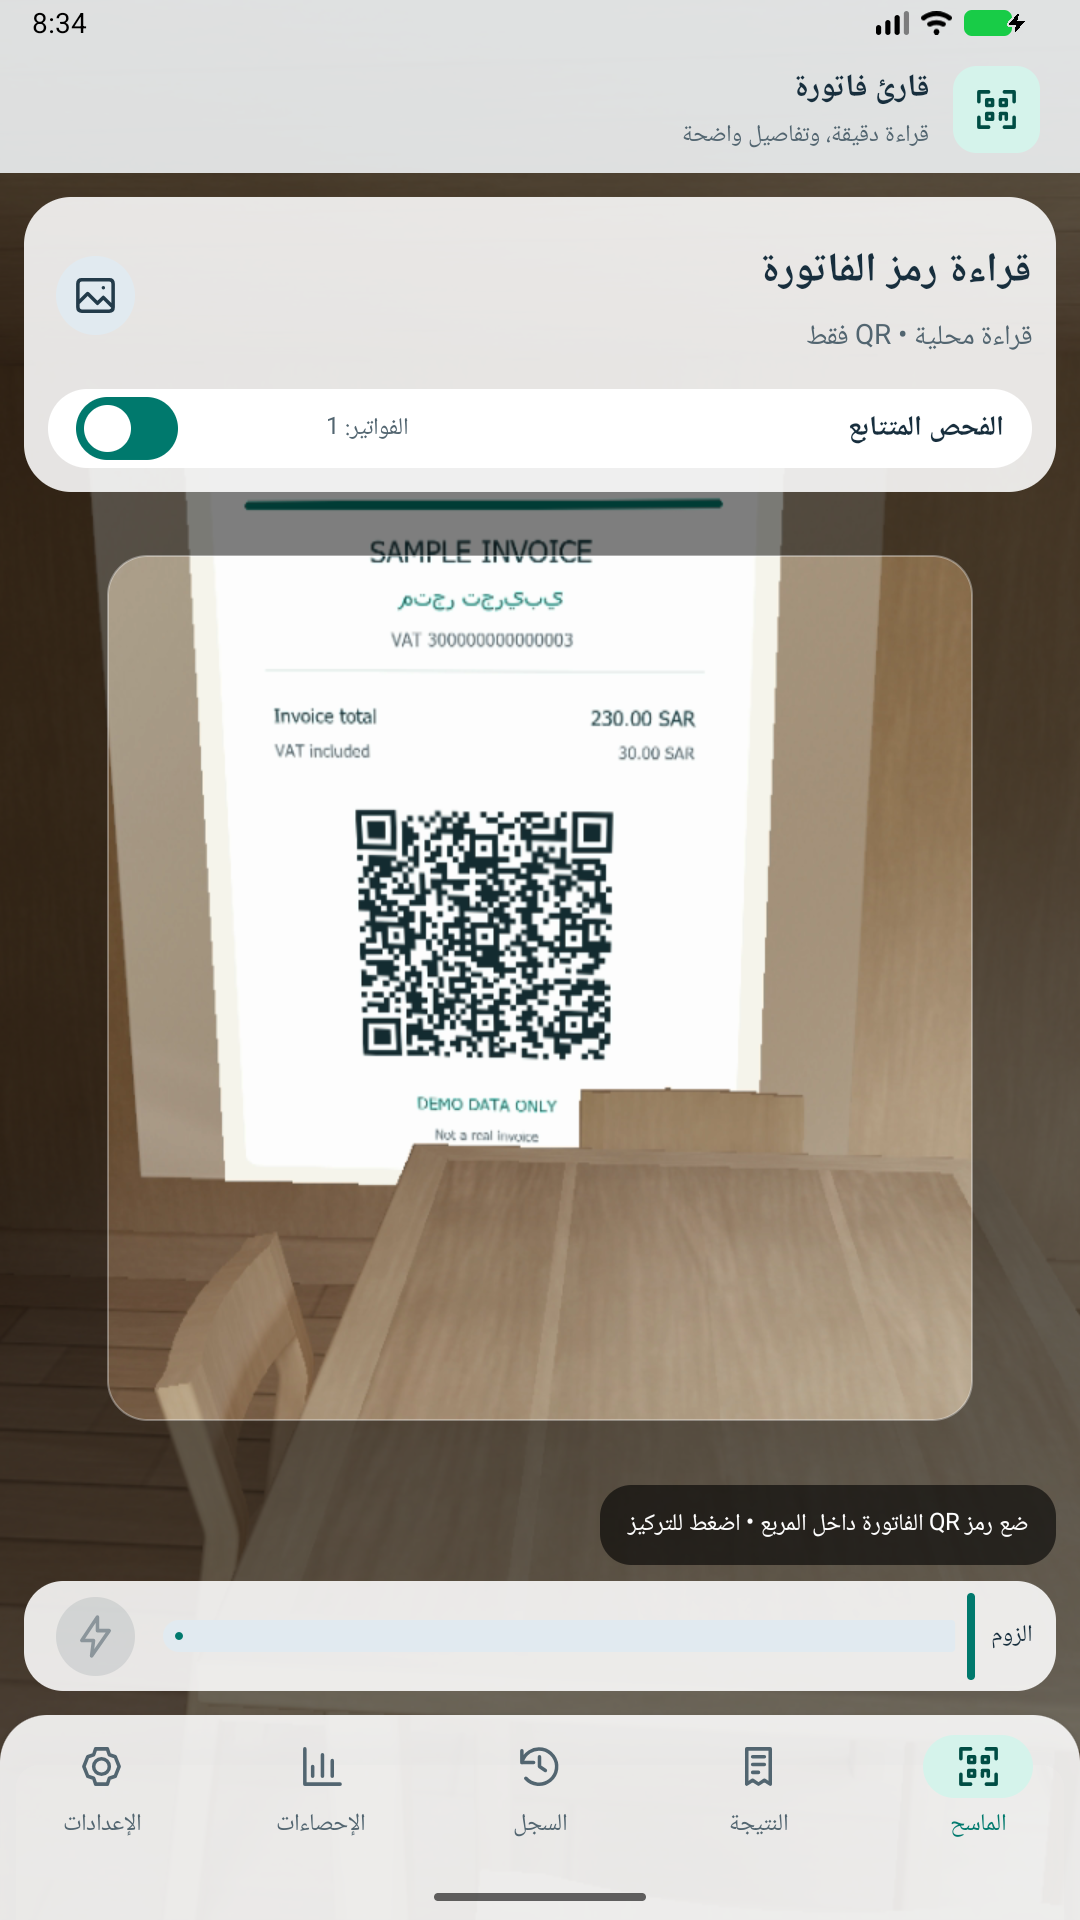 8:34
قارئ فاتورة
قراءة دقيقة، وتفاصيل واضحة
قراءة رمز الفاتورة
قراءة محلية • QR فقط
الفحص المتتابع
الفواتير: 1
SAMPLE INVOICE
يبيرجت رجتم
VAT 300000000000003
Invoice total 230.00 SAR
VAT included 30.00 SAR
DEMO DATA ONLY
Not a real invoice
ضع رمز QR الفاتورة داخل المربع • اضغط للتركيز
الزوم
الماسح
النتيجة
السجل
الإحصاءات
الإعدادات